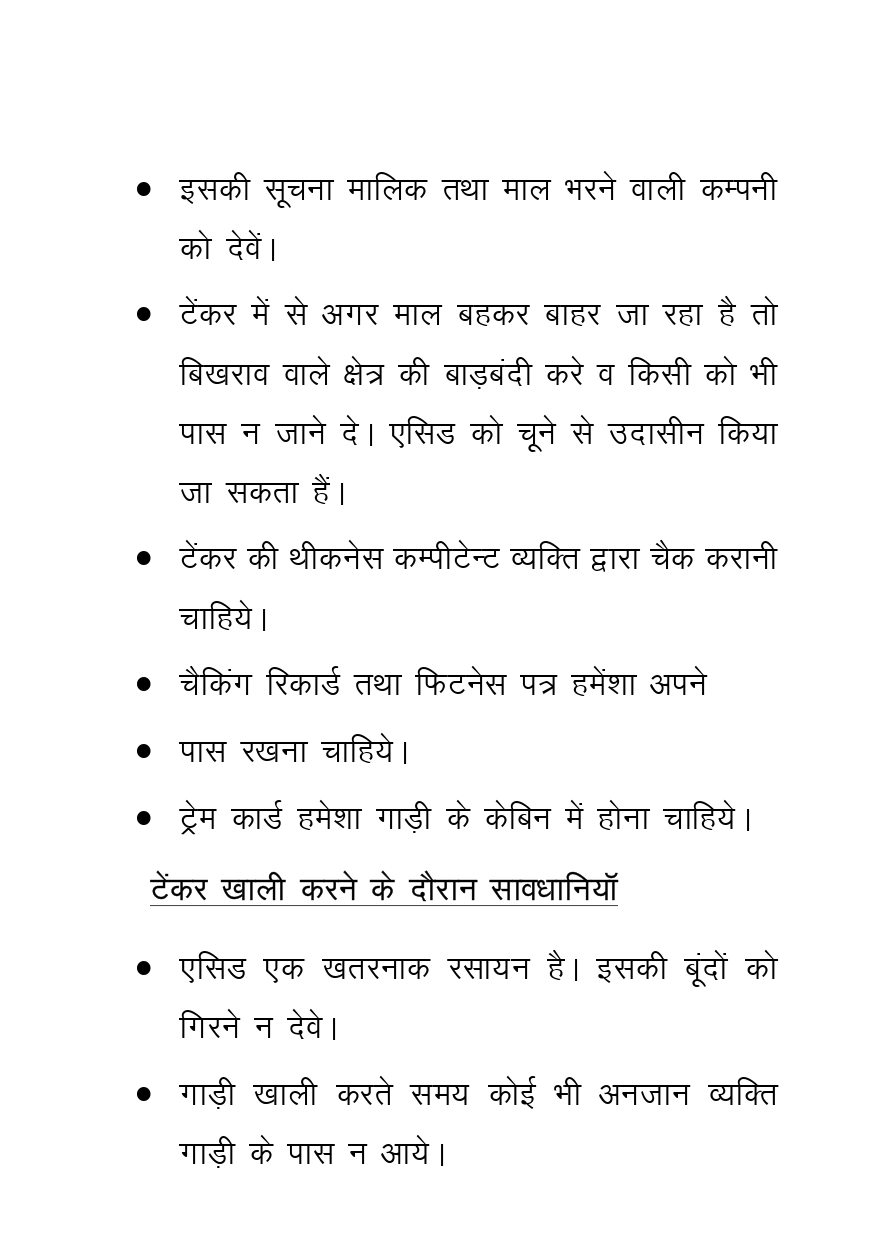 • इसकी सूचना मालिक तथा माल भरने वाली कम्पनी
को देवें।
• टेंकर में से अगर माल बहकर बाहर जा रहा है तो
बिखराव वाले क्षेत्र की बाड़बंदी करे व किसी को भी
पास न जाने दे। एसिड को चूने से उदासीन किया
जा सकता हैं।
• टेंकर की थीकनेस कम्पीटेन्ट व्यक्ति द्वारा चैक करानी
चाहिये।
• चैकिंग रिकार्ड तथा फिटनेस पत्र हमेंशा अपने
• पास रखना चाहिये।
• ट्रेम कार्ड हमेशा गाड़ी के केबिन में होना चाहिये।
टेंकर खाली करने के दौरान सावधानियॉ
• एसिड एक खतरनाक रसायन है। इसकी बूंदों को
गिरने न देवे।
• गाड़ी खाली करते समय कोई भी अनजान व्यक्ति
गाड़ी के पास न आये।